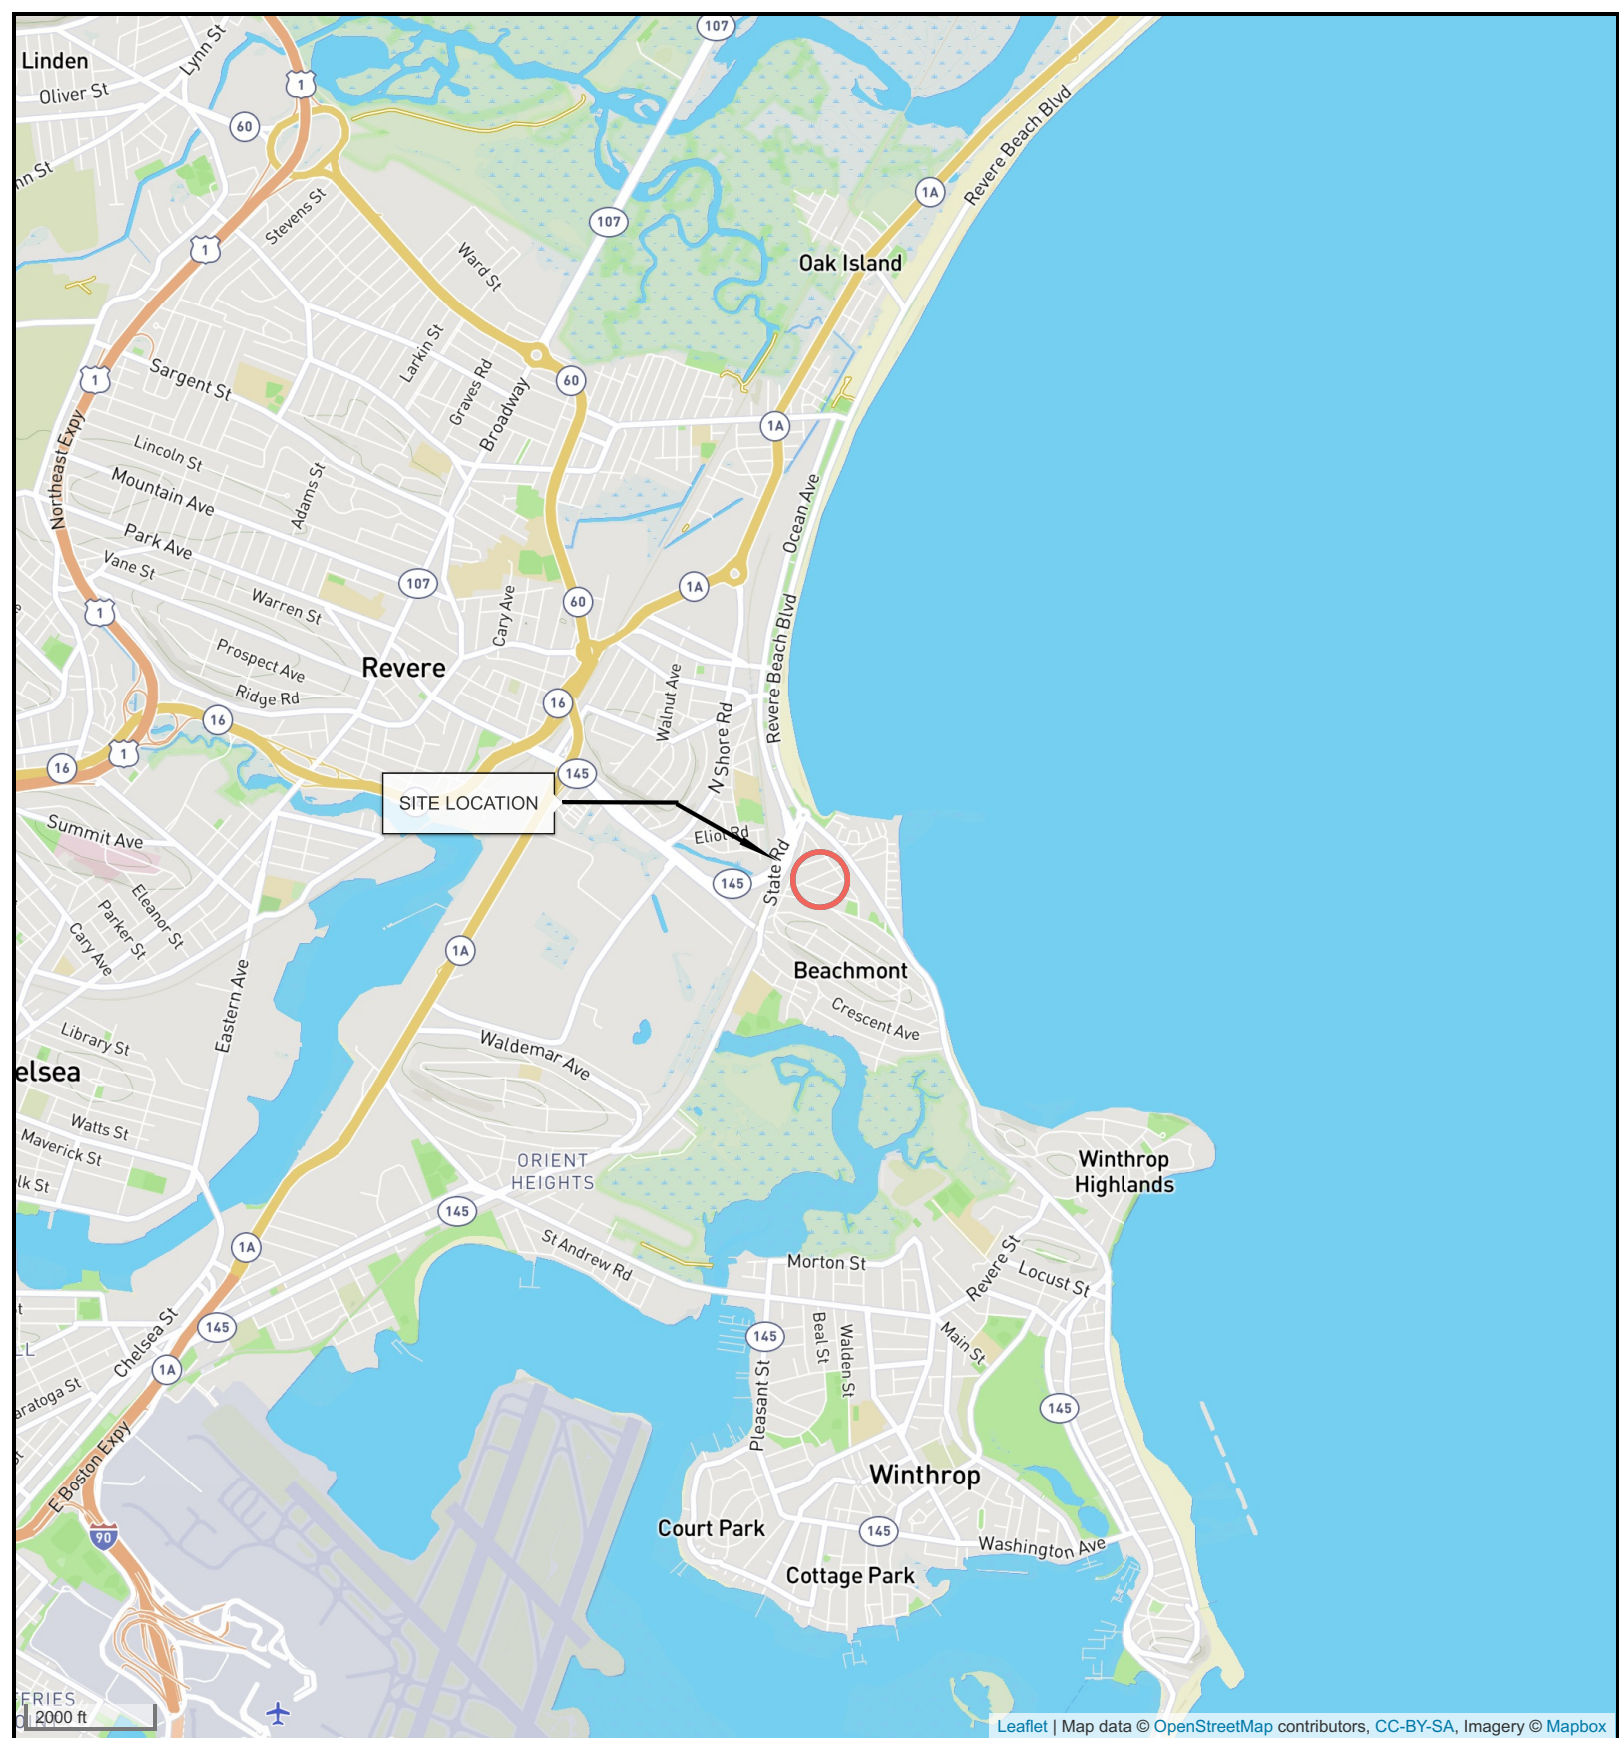 107
Linden
Lynn St
1
Oliver St
60
Revere Beach Blvd
nn St
1A
Stevens St
107
1
Ward St
Oak Island
Larkin St
1
Sargent St
Graves Rd
60
Broadway
1A
Northeast Expy
Lincoln St
Mountain Ave
Adams St
Ocean Ave
Park Ave
Vane St
107
1A
Warren St
60
1
Cary Ave
Revere Beach Blvd
Prospect Ave
Revere
Ridge Rd
Walnut Ave
16
16
N Shore Rd
1
16
145
SITE LOCATION
Summit Ave
Eliot Rd
State Rd
145
Eleanor St
Parker St
Cary Ave
1A
Beachmont
Eastern Ave
Crescent Ave
Library St
Waldemar Ave
elsea
Watts St
Maverick St
ORIENT
HEIGHTS
Winthrop
Highlands
lk St
145
1A
St Andrew Rd
Morton St
Revere St
Locust St
Chelsea St
145
145
Beal St
Walden St
Main St
LL
1A
Pleasant St
aratoga St
145
E Boston Expy
Winthrop
90
Court Park
145
Washington Ave
Cottage Park
FERIES
2000 ft
Leaflet | Map data © OpenStreetMap contributors, CC-BY-SA, Imagery © Mapbox